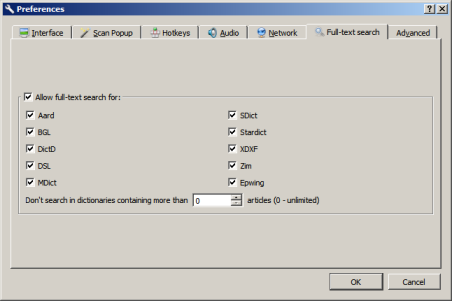 Preferences
Interface
Scan Popup
Hotkeys
Audio
Network
Full-text search
Advanced
Allow full-text search for:
Aard
SDict
BGL
Stardict
DictD
XDXF
DSL
Zim
MDict
Epwing
Don't search in dictionaries containing more than 0 articles (0 - unlimited)
OK
Cancel